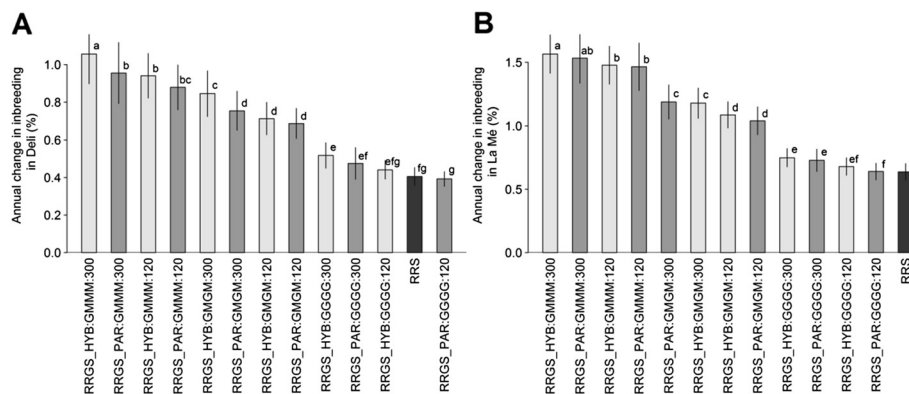 A
Annual change in inbreeding
in Deli (%)
1.0
0.8
0.6
0.4
0.2
0.0
a
b
b
bc
c
d
d
d
e
ef
efg
fg
g
RRGS_HYB:GMMM:300
RRGS_PAR:GMMM:300
RRGS_HYB:GMMM:120
RRGS_PAR:GMMM:120
RRGS_HYB:GMGM:300
RRGS_PAR:GMGM:300
RRGS_HYB:GMGM:120
RRGS_PAR:GMGM:120
RRGS_HYB:GGGG:300
RRGS_PAR:GGGG:300
RRGS_HYB:GGGG:120
RRS
RRGS_PAR:GGGG:120
B
Annual change in inbreeding
in La Mé (%)
1.5
1.0
0.5
0.0
a
ab
b
b
c
c
d
d
e
e
ef
f
RRGS_HYB:GMMM:300
RRGS_PAR:GMMM:300
RRGS_HYB:GMMM:120
RRGS_PAR:GMMM:120
RRGS_PAR:GMGM:300
RRGS_HYB:GMGM:300
RRGS_HYB:GMGM:120
RRGS_PAR:GMGM:120
RRGS_HYB:GGGG:300
RRGS_PAR:GGGG:300
RRGS_HYB:GGGG:120
RRGS_PAR:GGGG:120
RRS